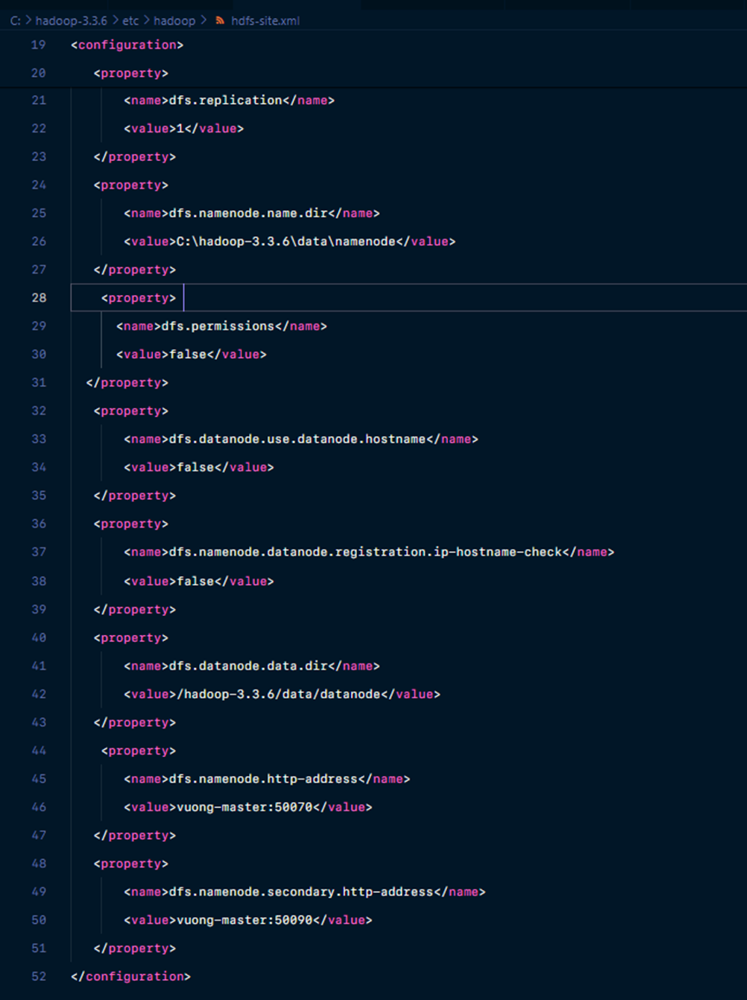 C: > hadoop-3.3.6 > etc > hadoop > hdfs-site.xml
19 <configuration>
20 <property>
21 <name>dfs.replication</name>
22 <value>1</value>
23 </property>
24 <property>
25 <name>dfs.namenode.name.dir</name>
26 <value>C:\hadoop-3.3.6\data\namenode</value>
27 </property>
28 <property>
29 <name>dfs.permissions</name>
30 <value>false</value>
31 </property>
32 <property>
33 <name>dfs.datanode.use.datanode.hostname</name>
34 <value>false</value>
35 </property>
36 <property>
37 <name>dfs.namenode.datanode.registration.ip-hostname-check</name>
38 <value>false</value>
39 </property>
40 <property>
41 <name>dfs.datanode.data.dir</name>
42 <value>/hadoop-3.3.6/data/datanode</value>
43 </property>
44 <property>
45 <name>dfs.namenode.http-address</name>
46 <value>vuong-master:50070</value>
47 </property>
48 <property>
49 <name>dfs.namenode.secondary.http-address</name>
50 <value>vuong-master:50090</value>
51 </property>
52 </configuration>